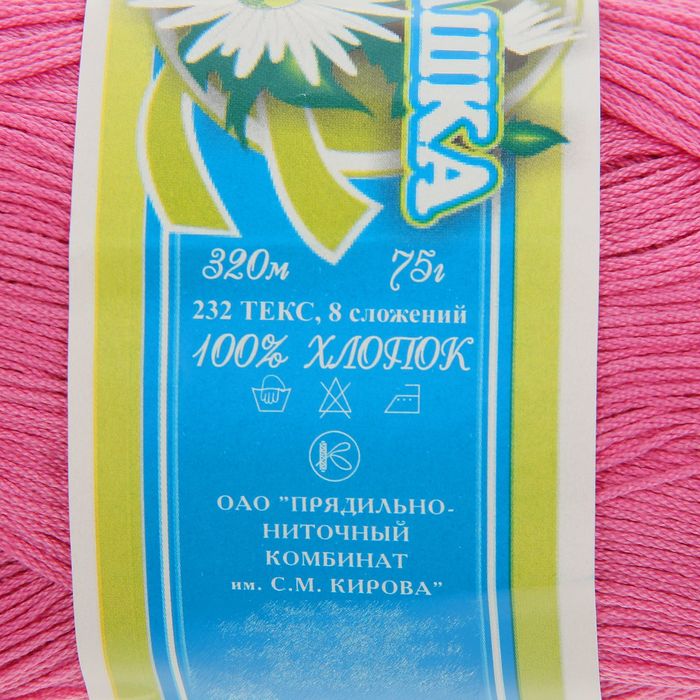 ШКА
320м 75г
232 ТЕКС, 8 сложений
100% ХЛОПОК
ОАО "ПРЯДИЛЬНО-
НИТОЧНЫЙ
КОМБИНАТ
им. С.М. КИРОВА"